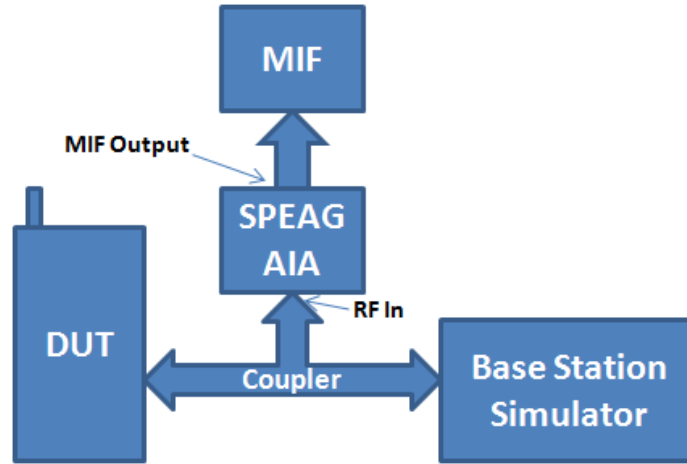 MIF
MIF Output
SPEAG
AIA
RF In
DUT
Coupler
Base Station
Simulator